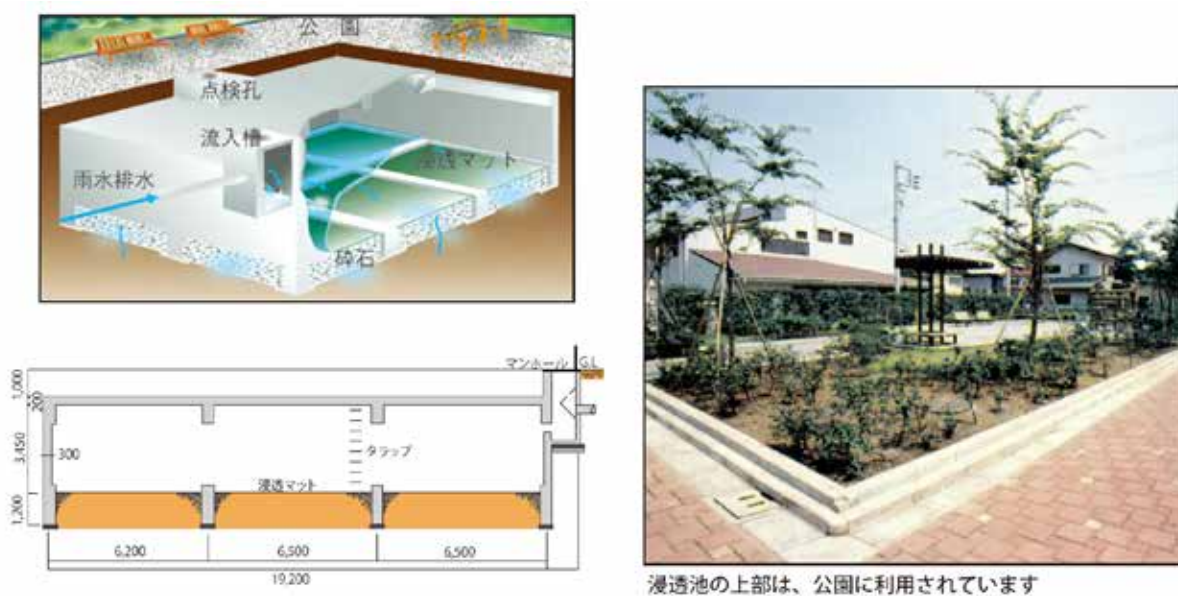 公 園
点検孔
流入槽
浸透マット
雨水排水
砕石
マンホール G.L
1,000
200
3,450
300
タラップ
浸透マット
1,200
6,200 6,500 6,500
19,200
浸透池の上部は、公園に利用されています